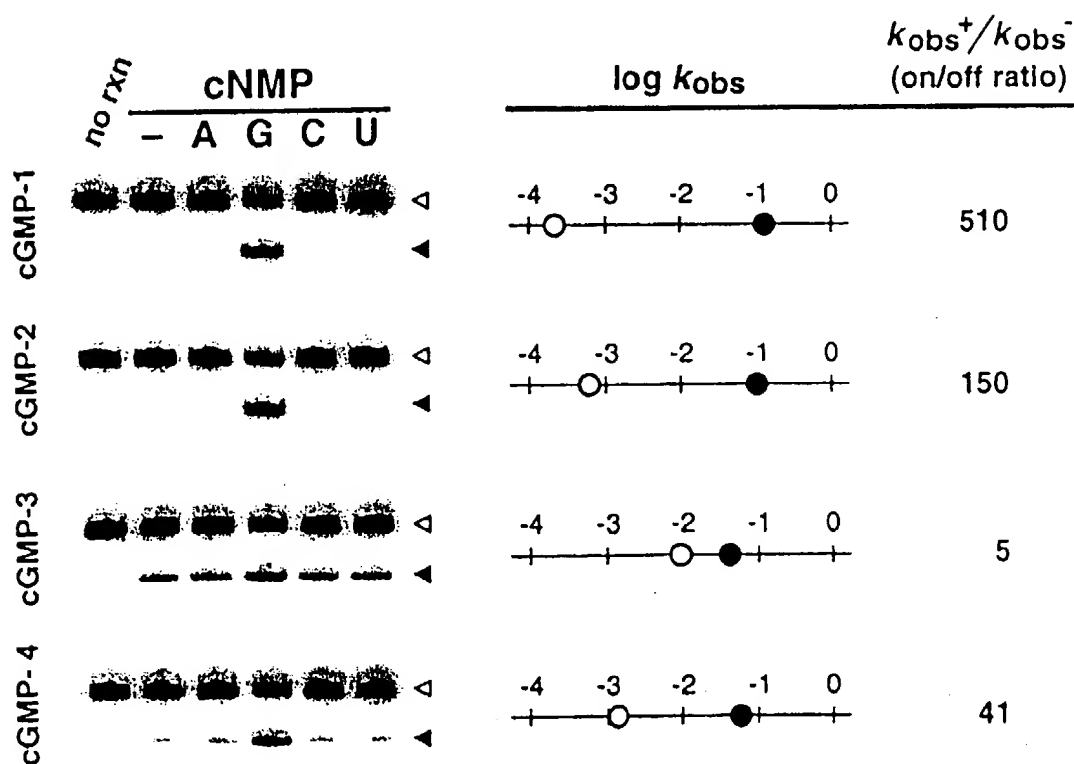 kobs+/kobs-
(on/off ratio)
log kobs
no rxn
cNMP
– A G C U
cGMP-1
-4 -3 -2 -1 0
510
cGMP-2
-4 -3 -2 -1 0
150
cGMP-3
-4 -3 -2 -1 0
5
cGMP-4
-4 -3 -2 -1 0
41